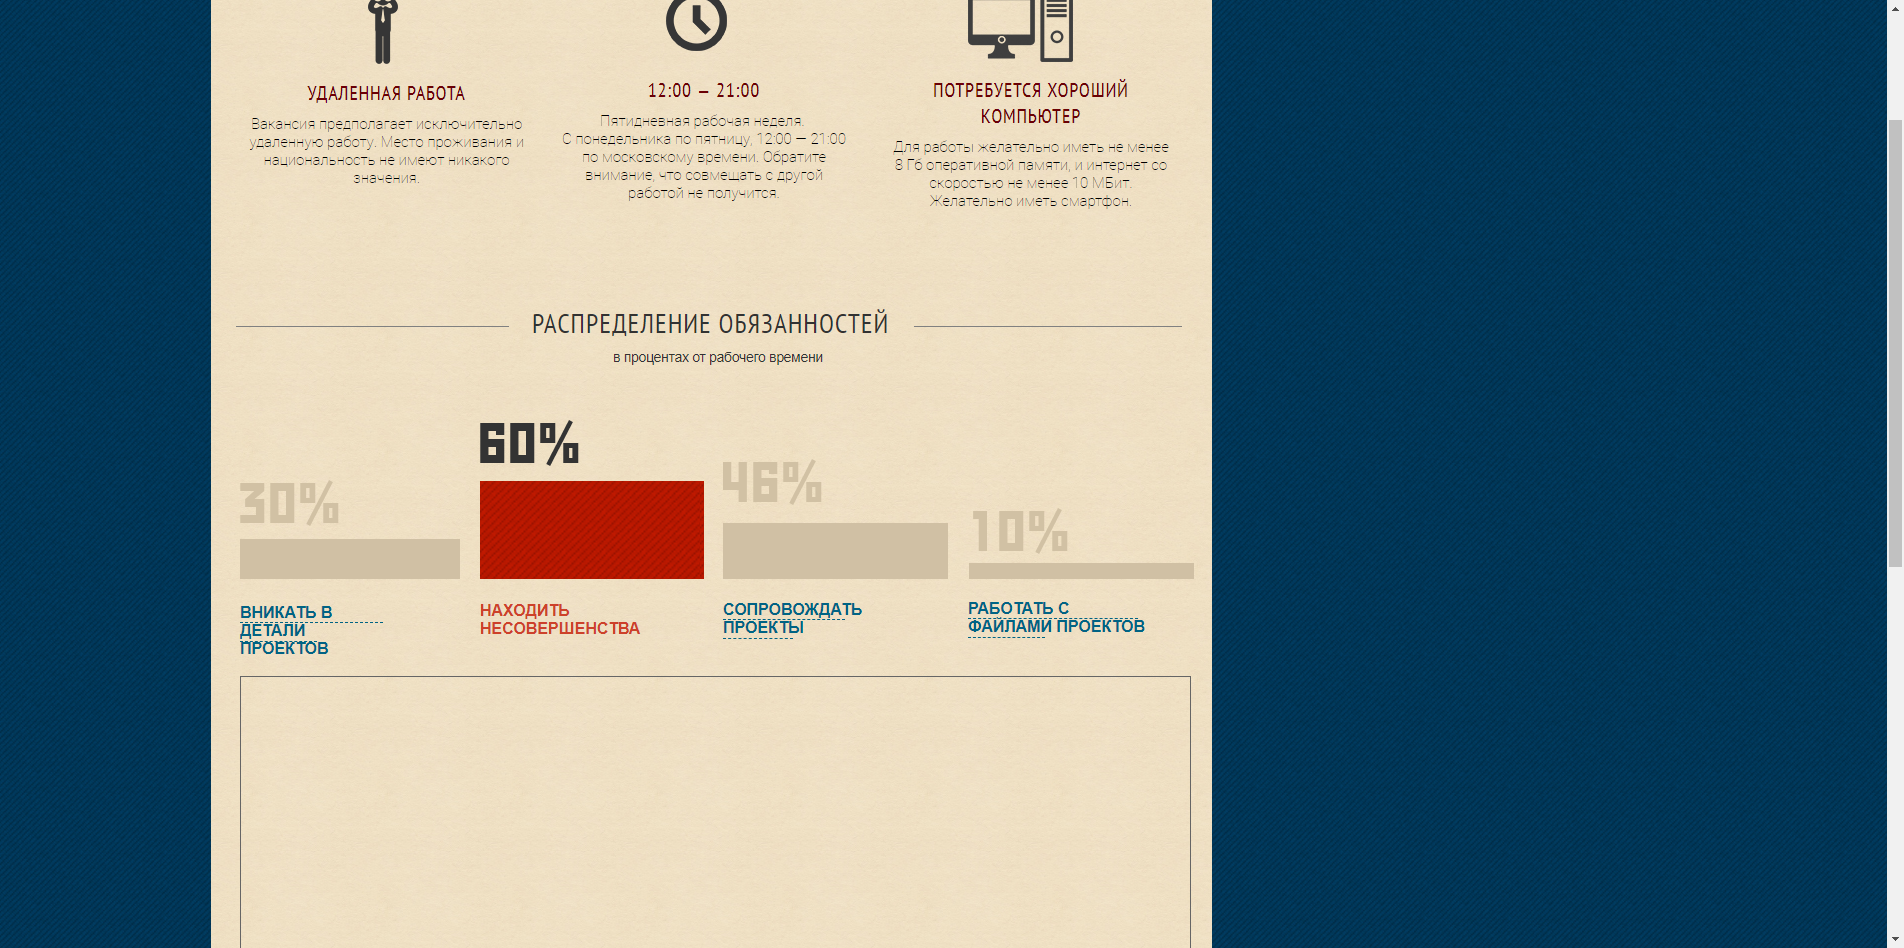 УДАЛЕННАЯ РАБОТА
Вакансия предполагает исключительно
удаленную работу. Место проживания и
национальность не имеют никакого
значения.
12:00 — 21:00
Пятидневная рабочая неделя.
С понедельника по пятницу, 12:00 — 21:00
по московскому времени. Обратите
внимание, что совмещать с другой
работой не получится.
ПОТРЕБУЕТСЯ ХОРОШИЙ
КОМПЬЮТЕР
Для работы желательно иметь не менее
8 Гб оперативной памяти, и интернет со
скоростью не менее 10 МБит.
Желательно иметь смартфон.
РАСПРЕДЕЛЕНИЕ ОБЯЗАННОСТЕЙ
в процентах от рабочего времени
30%
60%
46%
10%
ВНИКАТЬ В
ДЕТАЛИ
ПРОЕКТОВ
НАХОДИТЬ
НЕСОВЕРШЕНСТВА
СОПРОВОЖДАТЬ
ПРОЕКТЫ
РАБОТАТЬ С
ФАЙЛАМИ ПРОЕКТОВ